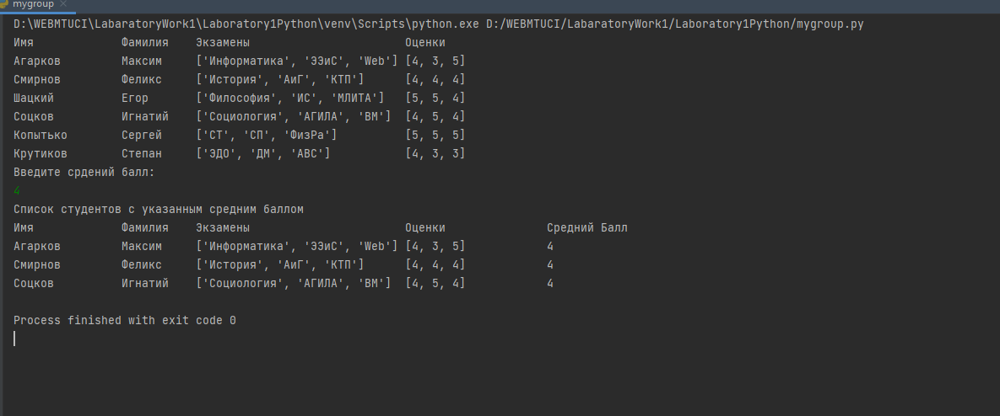 mygroup
D:\WEBMTUCI\LabaratoryWork1\Laboratory1Python\venv\Scripts\python.exe D:/WEBMTUCI/LabaratoryWork1/Laboratory1Python/mygroup.py
Имя Фамилия Экзамены Оценки
Агарков Максим ['Информатика', 'ЭЭиС', 'Web'] [4, 3, 5]
Смирнов Феликс ['История', 'АиГ', 'КТП'] [4, 4, 4]
Шацкий Егор ['Философия', 'ИС', 'МЛИТА'] [5, 5, 4]
Соцков Игнатий ['Социология', 'АГИЛА', 'ВМ'] [4, 5, 4]
Копытько Сергей ['СТ', 'СП', 'ФизРа'] [5, 5, 5]
Крутиков Степан ['ЭДО', 'ДМ', 'АВС'] [4, 3, 3]
Введите срдений балл:
4
Список студентов с указанным средним баллом
Имя Фамилия Экзамены Оценки Средний Балл
Агарков Максим ['Информатика', 'ЭЭиС', 'Web'] [4, 3, 5] 4
Смирнов Феликс ['История', 'АиГ', 'КТП'] [4, 4, 4] 4
Соцков Игнатий ['Социология', 'АГИЛА', 'ВМ'] [4, 5, 4] 4
Process finished with exit code 0